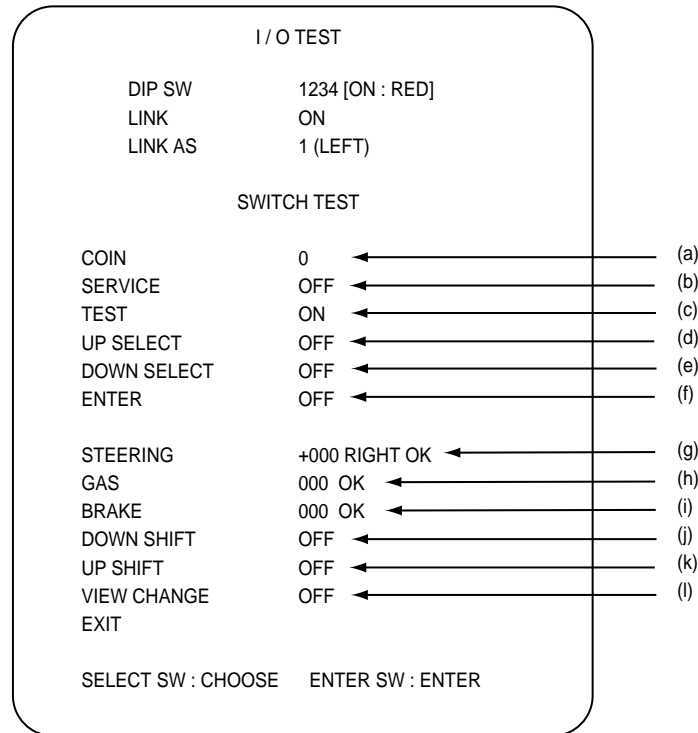 I / O TEST
DIP SW 1234 [ON : RED]
LINK ON
LINK AS 1 (LEFT)
SWITCH TEST
COIN 0 (a)
SERVICE OFF (b)
TEST ON (c)
UP SELECT OFF (d)
DOWN SELECT OFF (e)
ENTER OFF (f)
STEERING +000 RIGHT OK (g)
GAS 000 OK (h)
BRAKE 000 OK (i)
DOWN SHIFT OFF (j)
UP SHIFT OFF (k)
VIEW CHANGE OFF (l)
EXIT
SELECT SW : CHOOSE ENTER SW : ENTER